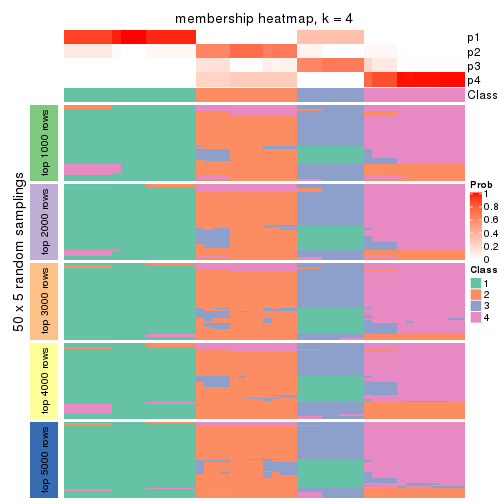 membership heatmap, k = 4
p1
p2
p3
p4
Class
50 x 5 random samplings
top 1000 rows
top 2000 rows
top 3000 rows
top 4000 rows
top 5000 rows
Prob
1
0.8
0.6
0.4
0.2
0
Class
1
2
3
4